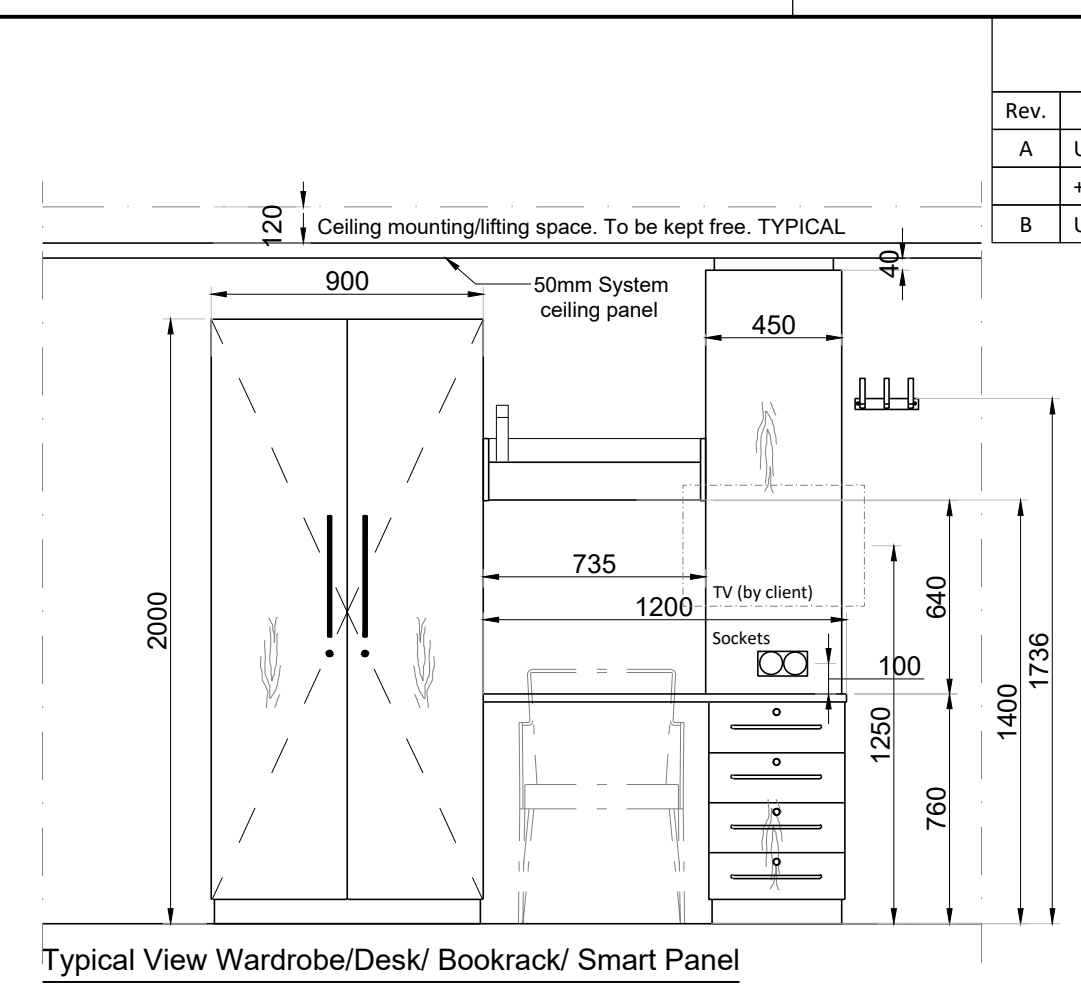 Rev.
A
U
+
B
U
120
Ceiling mounting/lifting space. To be kept free. TYPICAL
40
900
50mm System
ceiling panel
450
735
TV (by client)
1200
640
2000
Sockets
100
1736
1400
1250
760
Typical View Wardrobe/Desk/ Bookrack/ Smart Panel